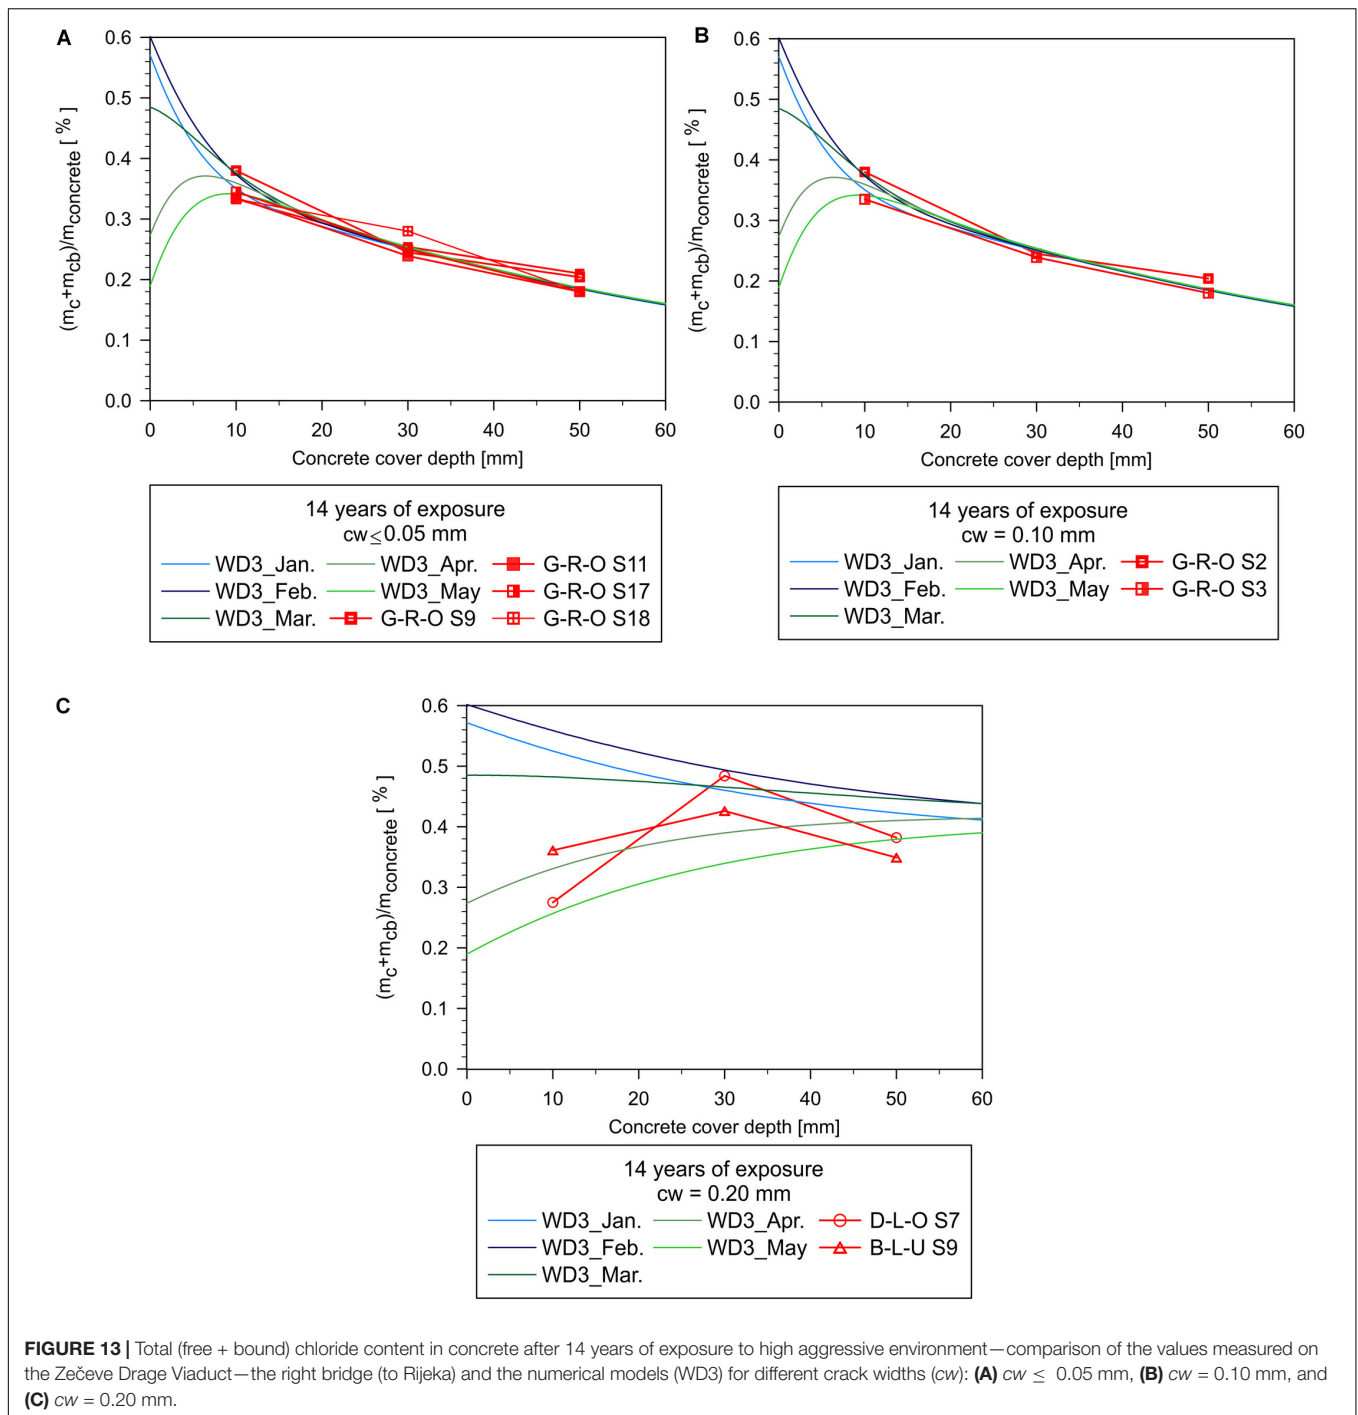 A
(mc+mcb)/mconcrete [ % ]
0.6
0.5
0.4
0.3
0.2
0.1
0.0
0 10 20 30 40 50 60
Concrete cover depth [mm]
14 years of exposure
cw≤0.05 mm
WD3_Jan. WD3_Apr. G-R-O S11
WD3_Feb. WD3_May G-R-O S17
WD3_Mar. G-R-O S9 G-R-O S18
B
(mc+mcb)/mconcrete [ % ]
0.6
0.5
0.4
0.3
0.2
0.1
0.0
0 10 20 30 40 50 60
Concrete cover depth [mm]
14 years of exposure
cw = 0.10 mm
WD3_Jan. WD3_Apr. G-R-O S2
WD3_Feb. WD3_May G-R-O S3
WD3_Mar.
C
(mc+mcb)/mconcrete [ % ]
0.6
0.5
0.4
0.3
0.2
0.1
0.0
0 10 20 30 40 50 60
Concrete cover depth [mm]
14 years of exposure
cw = 0.20 mm
WD3_Jan. WD3_Apr. D-L-O S7
WD3_Feb. WD3_May B-L-U S9
WD3_Mar.
FIGURE 13 | Total (free + bound) chloride content in concrete after 14 years of exposure to high aggressive environment—comparison of the values measured on
the Zečeve Drage Viaduct—the right bridge (to Rijeka) and the numerical models (WD3) for different crack widths (cw): (A) cw ≤ 0.05 mm, (B) cw = 0.10 mm, and
(C) cw = 0.20 mm.